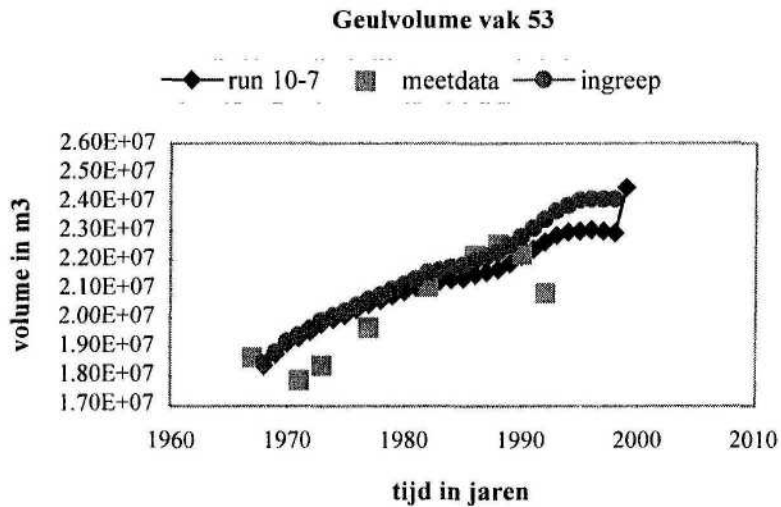 Geulvolume vak 53
run 10-7 meetdata ingreep
volume in m3
2.60E+07
2.50E+07
2.40E+07
2.30E+07
2.20E+07
2.10E+07
2.00E+07
1.90E+07
1.80E+07
1.70E+07
1960 1970 1980 1990 2000 2010
tijd in jaren